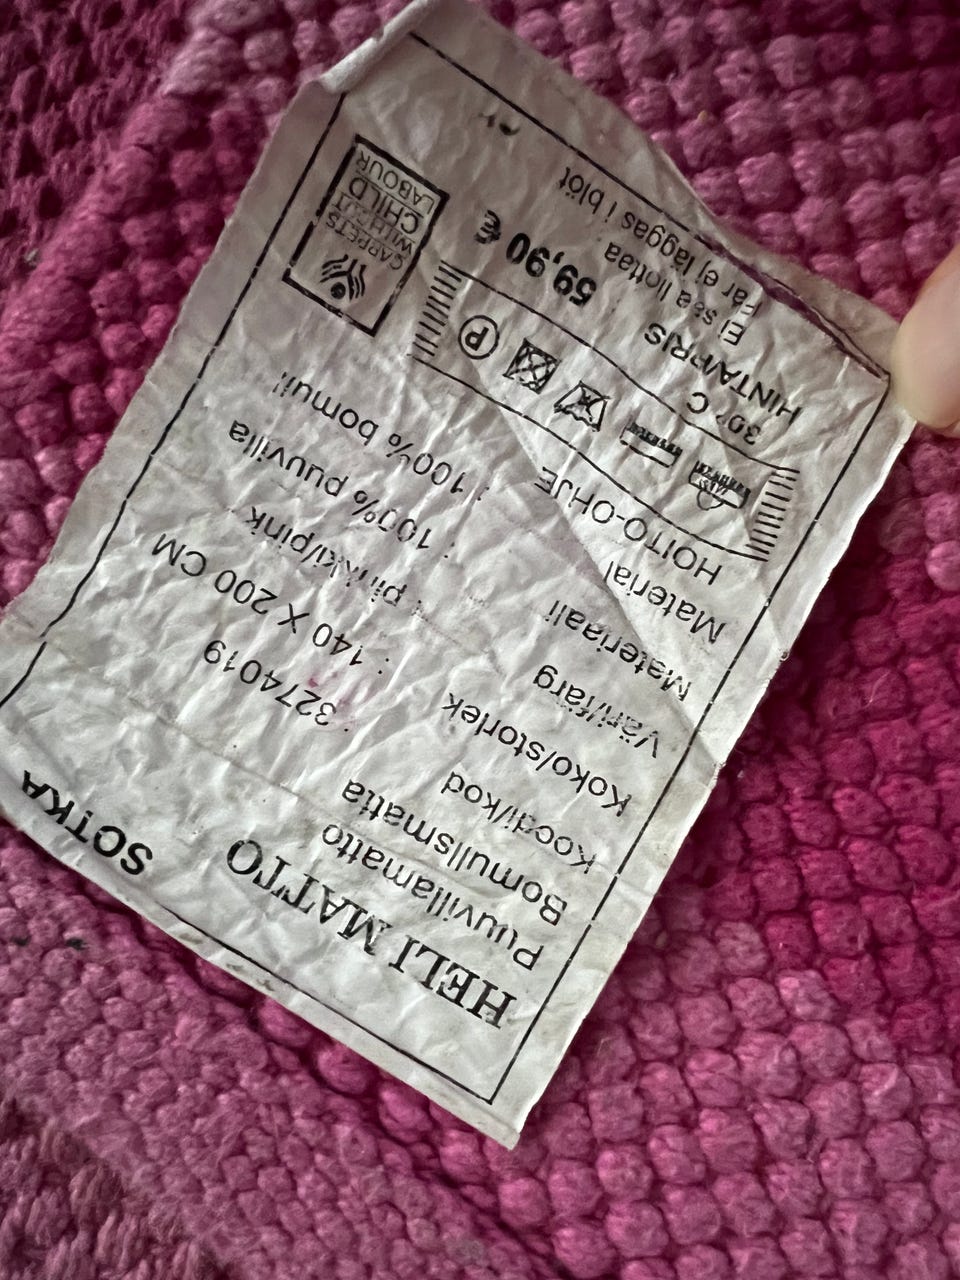 SOTKA
HELI MATTO
Puuvillamatto
Bomullsmatta
Koodi/kod : 3274019
Koko/storlek : 140 X 200 CM
Väri/färg : pinkki/pink
Materiaali : 100% puuvilla
Material : 100% bomull
HOITO-OHJE
30° C
P
HINTA/PRIS 59,90 €
Ei saa liottaa
Får ej läggas i blöt
CARPETS
WITHOUT
CHILD
LABOUR